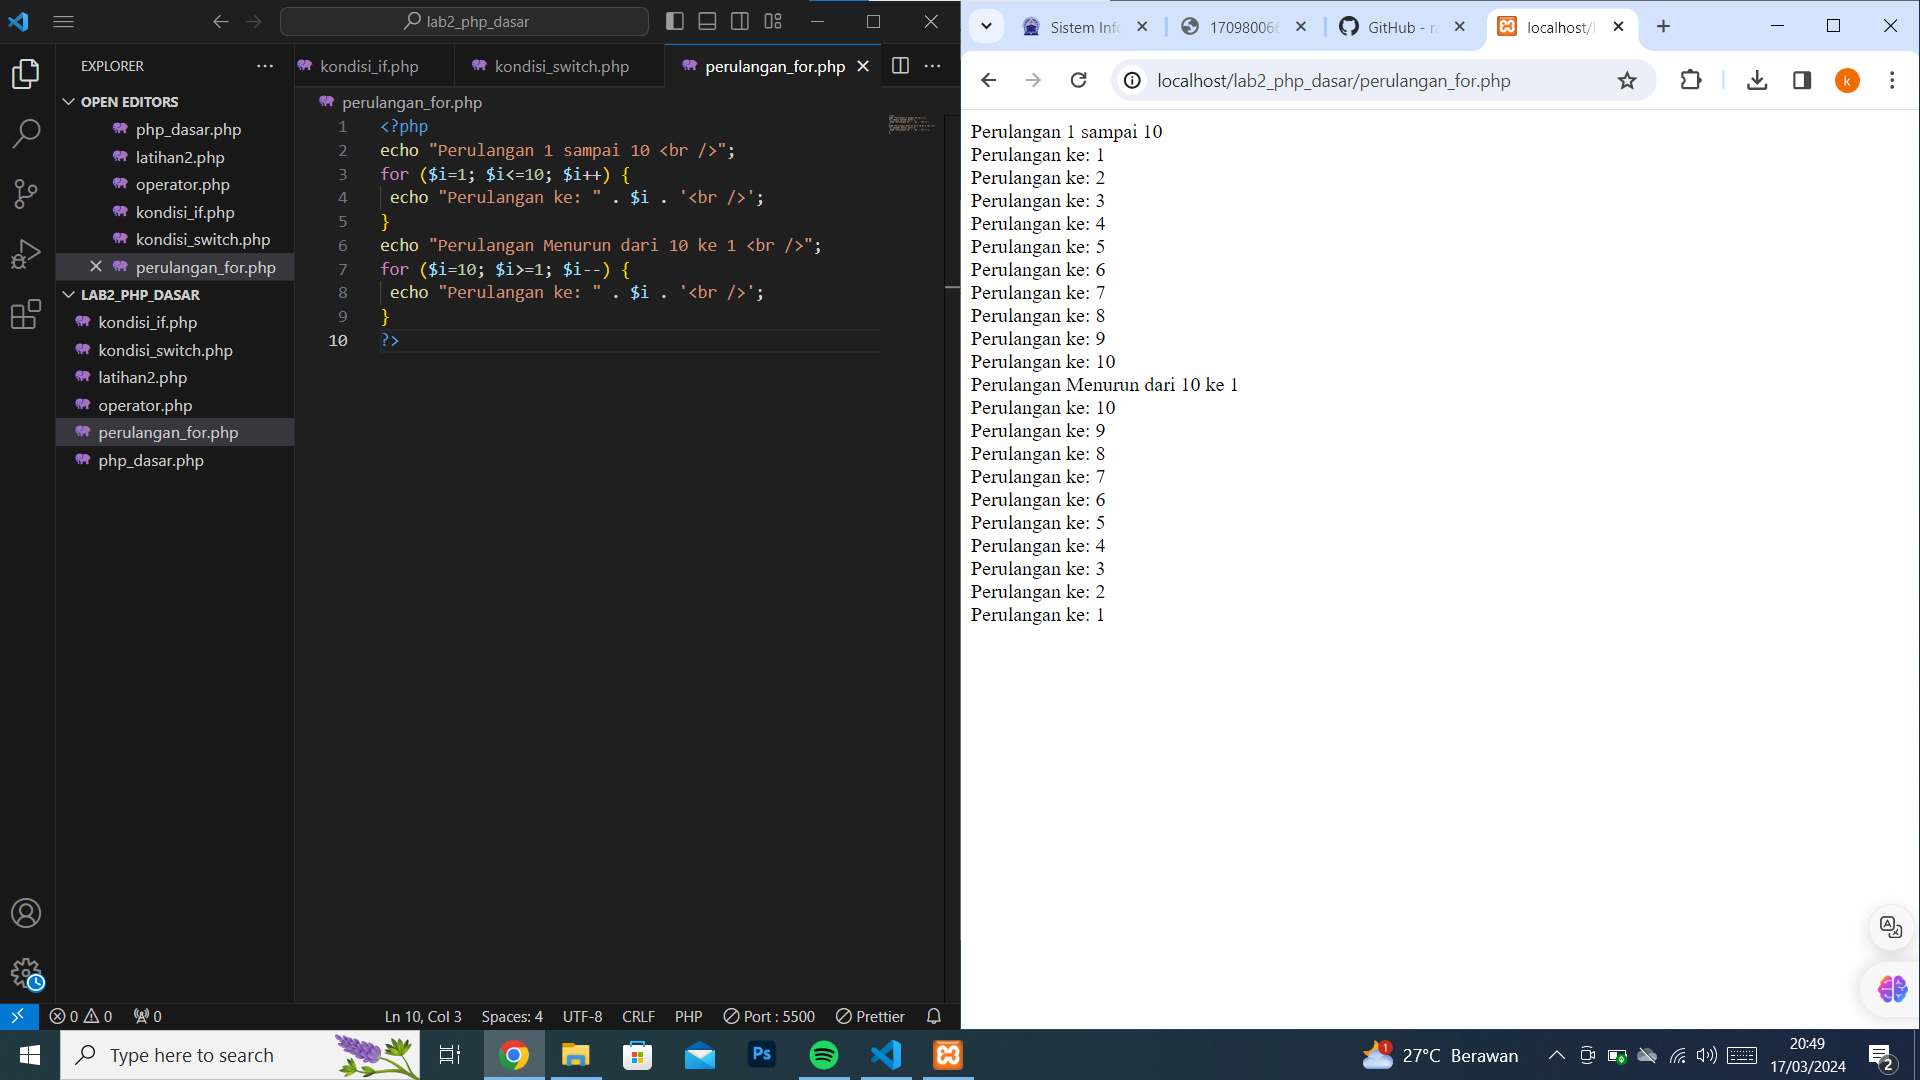 lab2_php_dasar
EXPLORER
OPEN EDITORS
php_dasar.php
latihan2.php
operator.php
kondisi_if.php
kondisi_switch.php
perulangan_for.php
LAB2_PHP_DASAR
kondisi_if.php
kondisi_switch.php
latihan2.php
operator.php
perulangan_for.php
php_dasar.php
kondisi_if.php
kondisi_switch.php
perulangan_for.php
perulangan_for.php
1 <?php
2 echo "Perulangan 1 sampai 10 <br />";
3 for ($i=1; $i<=10; $i++) {
4 echo "Perulangan ke: " . $i . '<br />';
5 }
6 echo "Perulangan Menurun dari 10 ke 1 <br />";
7 for ($i=10; $i>=1; $i--) {
8 echo "Perulangan ke: " . $i . '<br />';
9 }
10 ?>
0 0 0 Ln 10, Col 3 Spaces: 4 UTF-8 CRLF PHP Port : 5500 Prettier
Sistem Inf
17098006
GitHub - ra
localhost/
localhost/lab2_php_dasar/perulangan_for.php
k
Perulangan 1 sampai 10
Perulangan ke: 1
Perulangan ke: 2
Perulangan ke: 3
Perulangan ke: 4
Perulangan ke: 5
Perulangan ke: 6
Perulangan ke: 7
Perulangan ke: 8
Perulangan ke: 9
Perulangan ke: 10
Perulangan Menurun dari 10 ke 1
Perulangan ke: 10
Perulangan ke: 9
Perulangan ke: 8
Perulangan ke: 7
Perulangan ke: 6
Perulangan ke: 5
Perulangan ke: 4
Perulangan ke: 3
Perulangan ke: 2
Perulangan ke: 1
Type here to search
Ps
1
27°C Berawan
20:49
17/03/2024
2